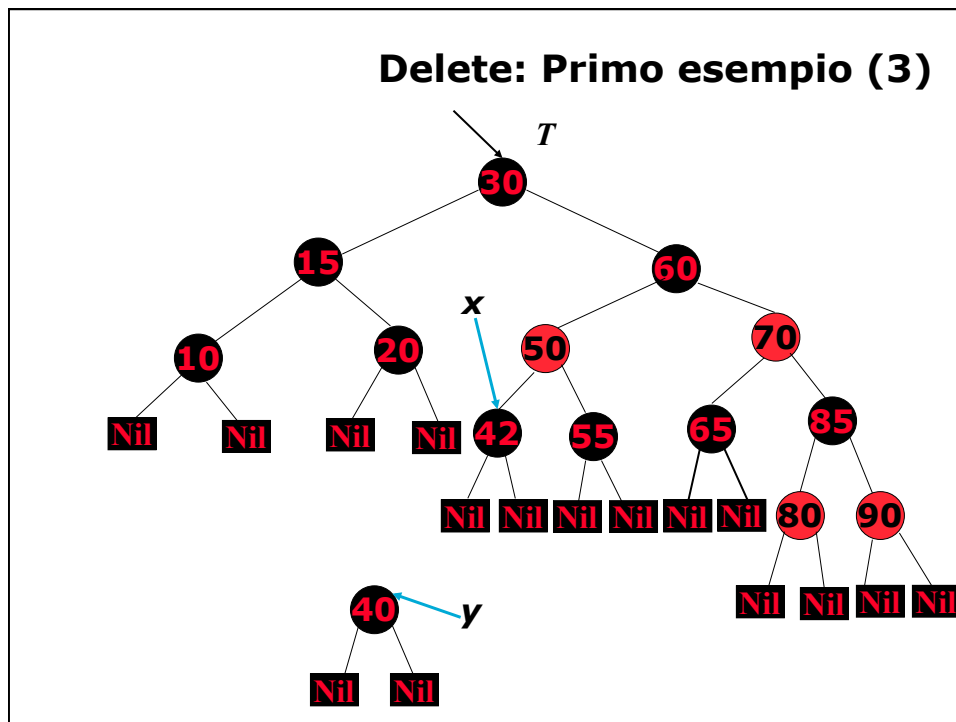 Delete: Primo esempio (3)
T
30
15 60
x
10 20 50 70
Nil Nil Nil Nil 42 55 65 85
Nil Nil Nil Nil Nil Nil 80 90
Nil Nil Nil Nil
40 y
Nil Nil